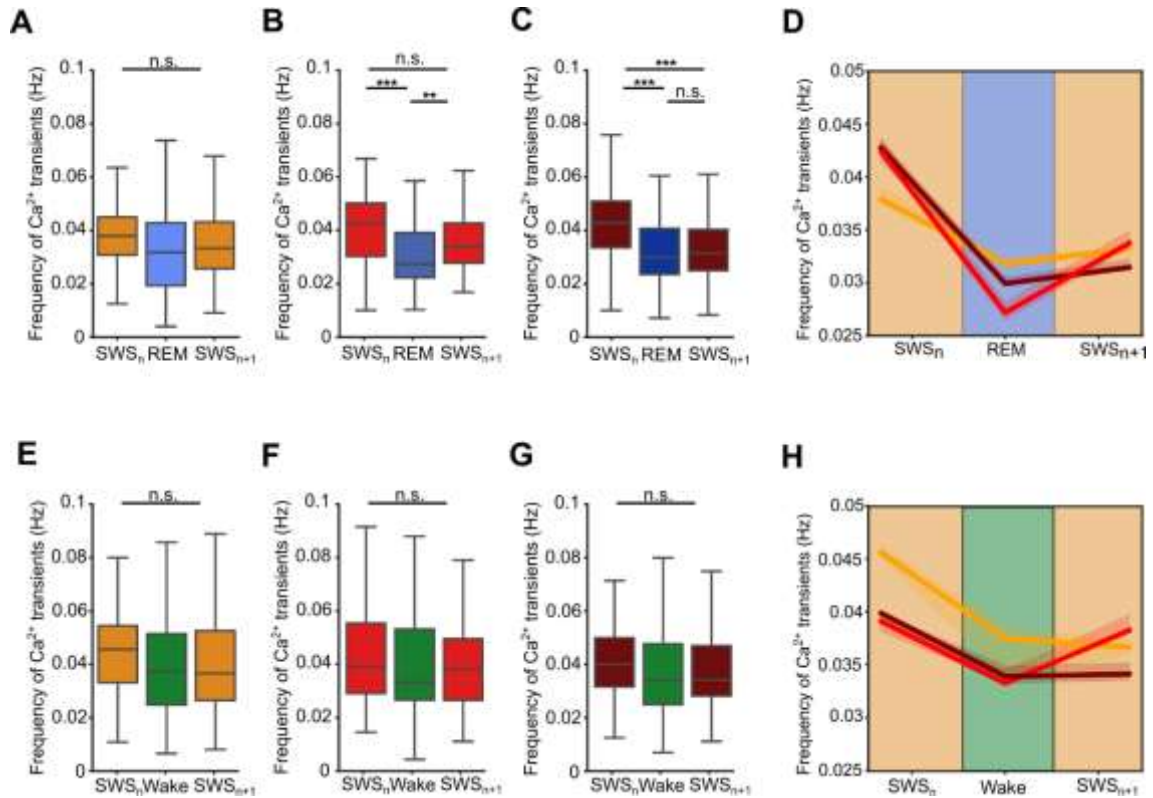 A
B
C
D
n.s.
n.s.
***
**
***
***
n.s.
Frequency of Ca²⁺ transients (Hz)
0.1
0.08
0.06
0.04
0.02
0
SWSₙ REM SWSₙ₊₁
Frequency of Ca²⁺ transients (Hz)
0.1
0.08
0.06
0.04
0.02
0
SWSₙ REM SWSₙ₊₁
Frequency of Ca²⁺ transients (Hz)
0.1
0.08
0.06
0.04
0.02
0
SWSₙ REM SWSₙ₊₁
Frequency of Ca²⁺ transients (Hz)
0.05
0.045
0.04
0.035
0.03
0.025
SWSn REM SWSn+1
E
F
G
H
n.s.
n.s.
n.s.
Frequency of Ca²⁺ transients (Hz)
0.1
0.08
0.06
0.04
0.02
0
SWSₙ Wake SWSₙ₊₁
Frequency of Ca²⁺ transients (Hz)
0.1
0.08
0.06
0.04
0.02
0
SWSₙ Wake SWSₙ₊₁
Frequency of Ca²⁺ transients (Hz)
0.1
0.08
0.06
0.04
0.02
0
SWSₙ Wake SWSₙ₊₁
Frequency of Ca²⁺ transients (Hz)
0.05
0.045
0.04
0.035
0.03
0.025
SWSₙ Wake SWSₙ₊₁